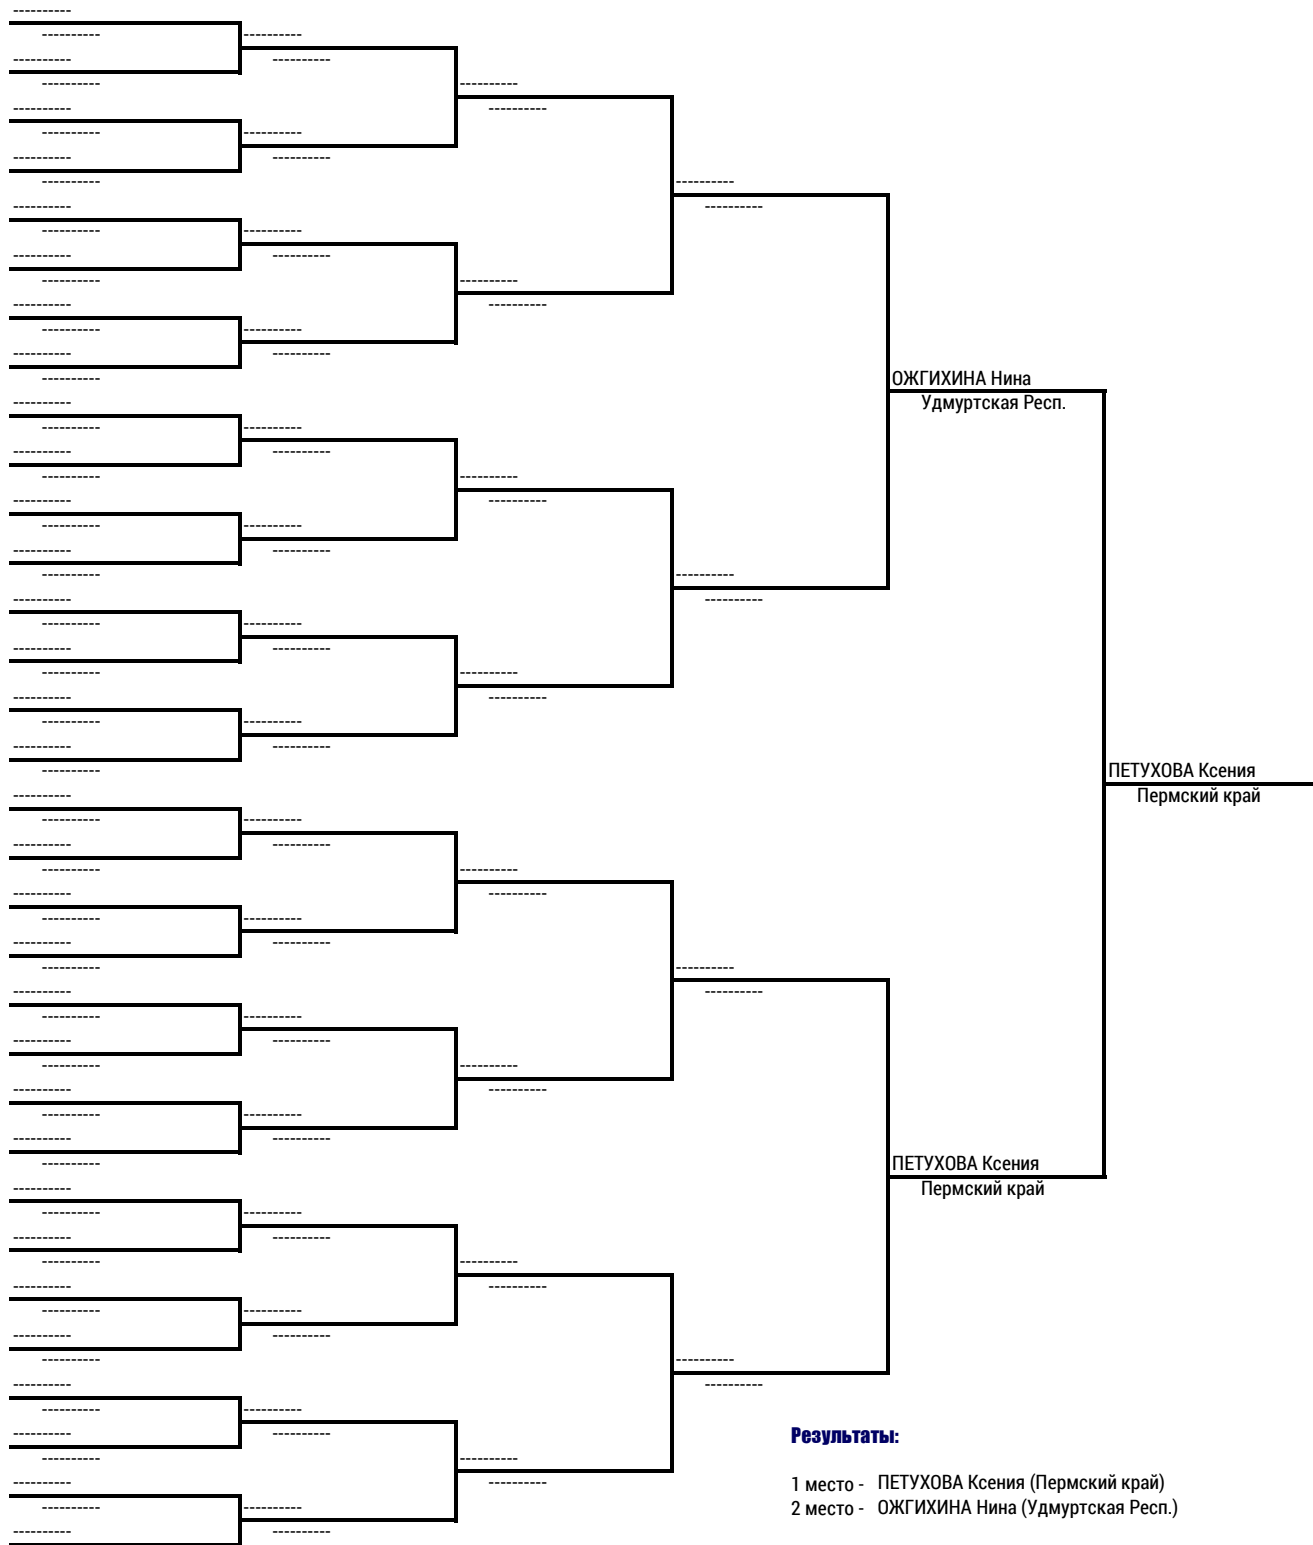 ОЖГИХИНА Нина
Удмуртская Респ.
ПЕТУХОВА Ксения
Пермский край
ПЕТУХОВА Ксения
Пермский край
Результаты:
1 место - ПЕТУХОВА Ксения (Пермский край)
2 место - ОЖГИХИНА Нина (Удмуртская Респ.)